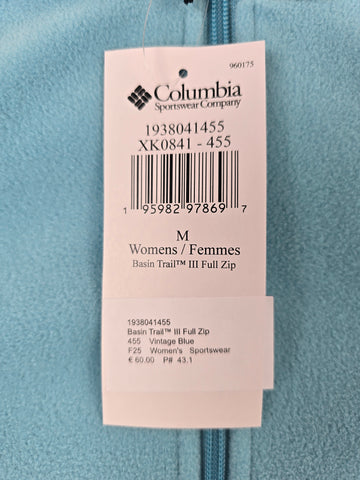 960175
Columbia
Sportswear Company
1938041455
XK0841 - 455
1 95982 97869 7
M
Womens / Femmes
Basin Trail™ III Full Zip
1938041455
Basin Trail™ III Full Zip
455 Vintage Blue
F25 Women's Sportswear
€ 60.00 P# 43.1